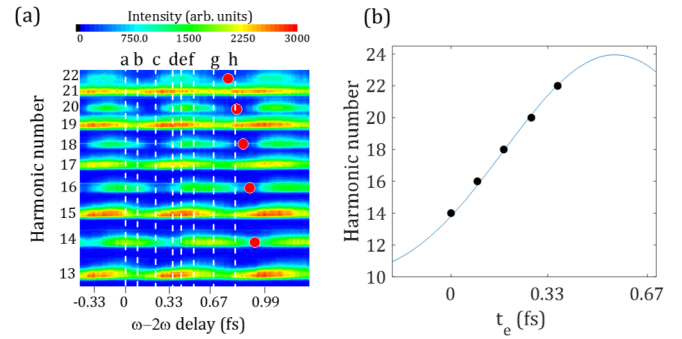 (a)
Intensity (arb. units)
0 750.0 1500 3000
a b c d e f g h
22
21
20
19
18
17
16
15
14
13
Harmonic number
-0.33 0 0.33 0.67 0.99
ω−2ω delay (fs)
(b)
24
22
20
18
16
14
12
10
Harmonic number
0 0.33 0.67
t_e (fs)